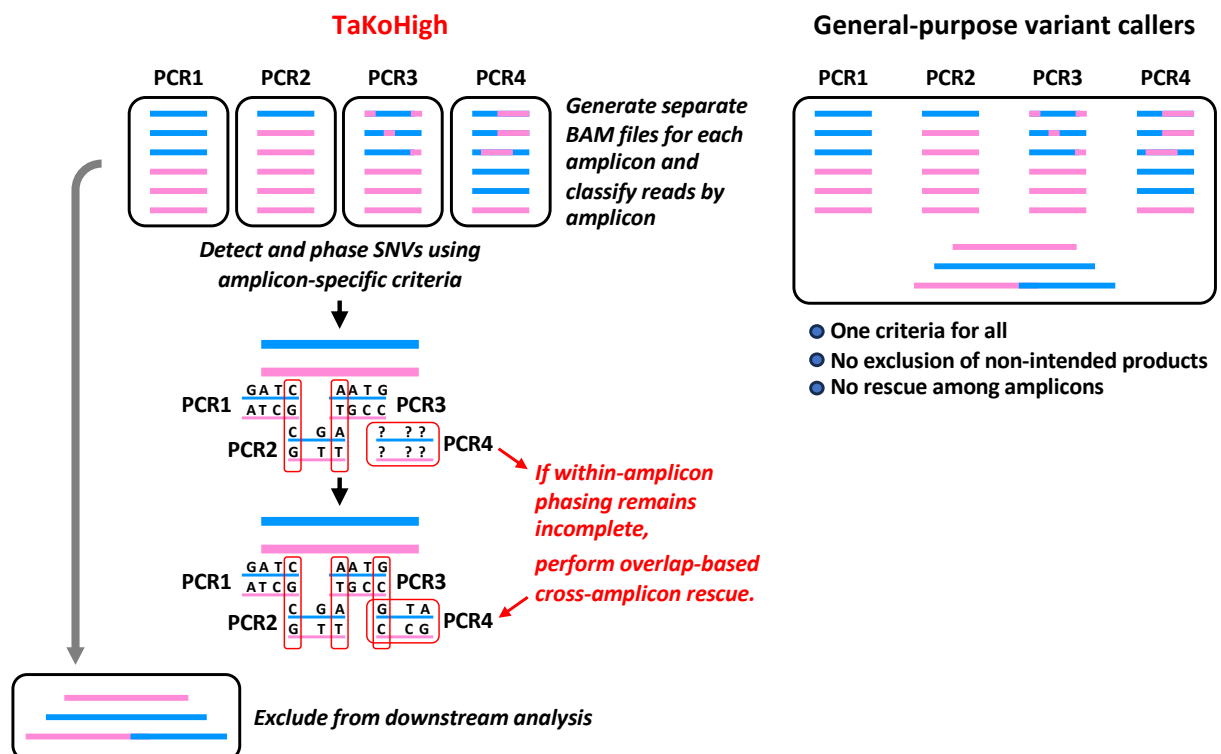 TaKoHigh
PCR1 PCR2 PCR3 PCR4
Generate separate
BAM files for each
amplicon and
classify reads by
amplicon
Detect and phase SNVs using
amplicon-specific criteria
G A T C A A T G
PCR1 PCR3
A T C G T G C C
C G A ? ? ?
PCR2 PCR4
G T T ? ? ?
If within-amplicon
phasing remains
incomplete,
perform overlap-based
cross-amplicon rescue.
G A T C A A T G
PCR1 PCR3
A T C G T G C C
C G A G T A
PCR2 PCR4
G T T C C G
Exclude from downstream analysis
General-purpose variant callers
PCR1 PCR2 PCR3 PCR4
One criteria for all
No exclusion of non-intended products
No rescue among amplicons